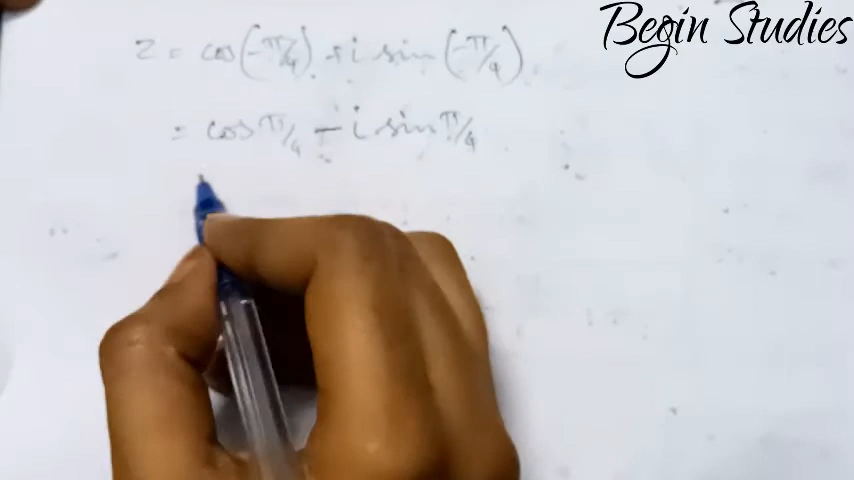 Begin Studies
z = cos(-π/4) + i sin(-π/4)
= cos π/4 - i sin π/4